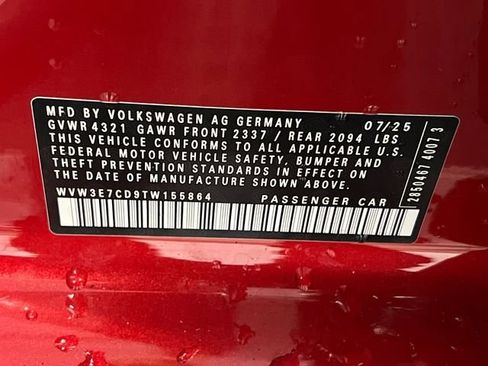 MFD BY VOLKSWAGEN AG GERMANY 07/25
GVWR 4321 GAWR FRONT 2337 / REAR 2094 LBS
THIS VEHICLE CONFORMS TO ALL APPLICABLE U.S.
FEDERAL MOTOR VEHICLE SAFETY, BUMPER AND
THEFT PREVENTION STANDARDS IN EFFECT ON THE
DATE OF MANUFACTURE SHOWN ABOVE.
WVW3E7CD9TW155864 PASSENGER CAR
2850467 4007 3